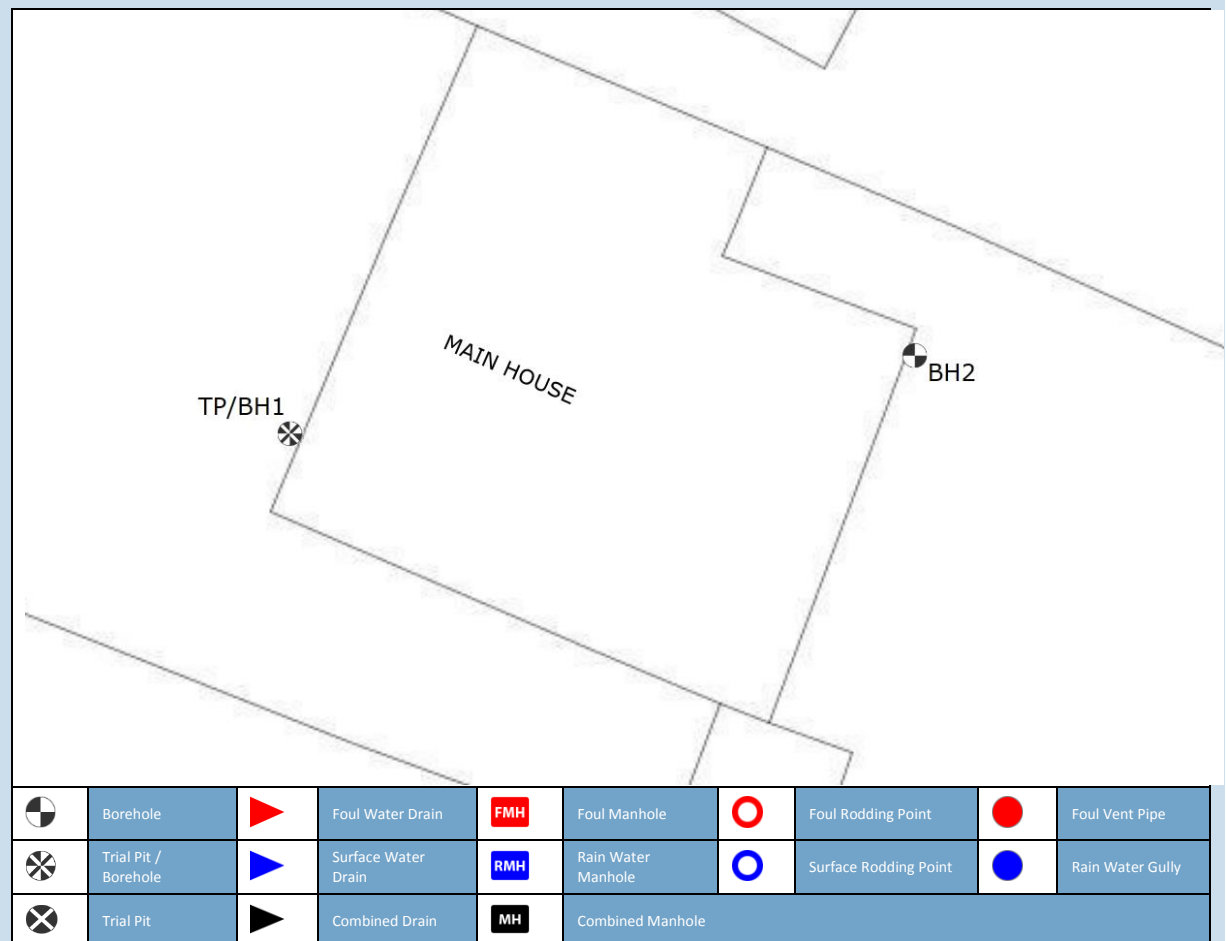 MAIN HOUSE
TP/BH1
BH2
Borehole
Foul Water Drain
FMH
Foul Manhole
Foul Rodding Point
Foul Vent Pipe
Trial Pit /
Borehole
Surface Water
Drain
RMH
Rain Water
Manhole
Surface Rodding Point
Rain Water Gully
Trial Pit
Combined Drain
MH
Combined Manhole